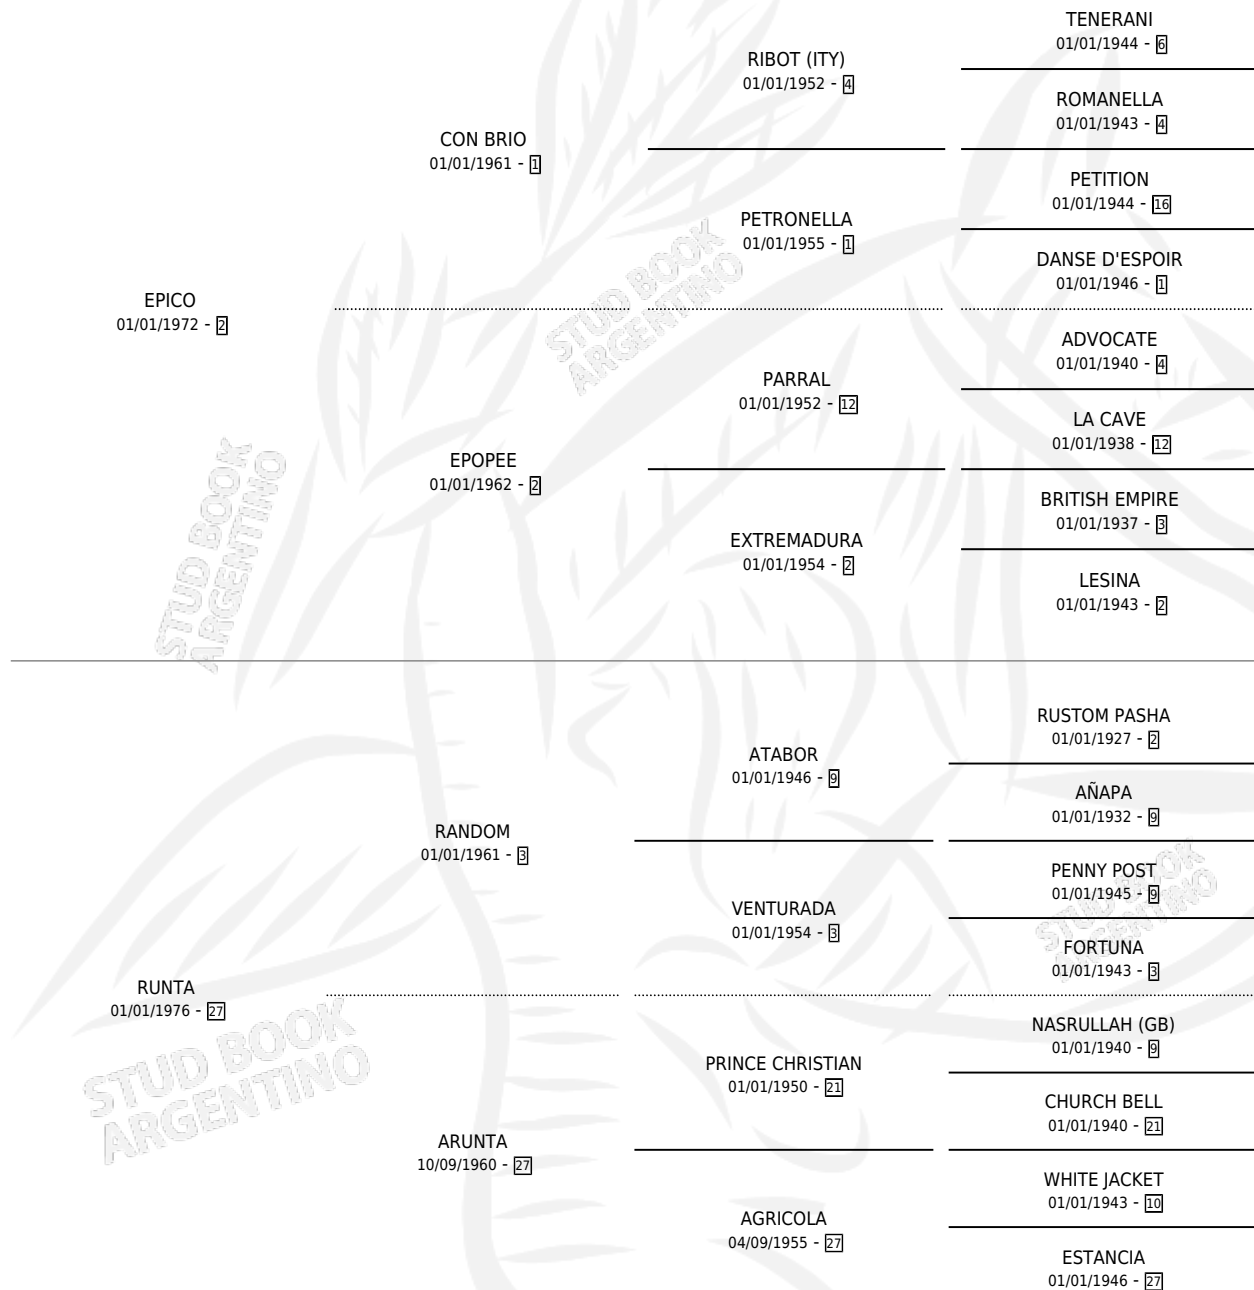 TENERANI
01/01/1944 - 6
RIBOT (ITY)
01/01/1952 - 4
ROMANELLA
01/01/1943 - 4
CON BRIO
01/01/1961 - 1
PETITION
01/01/1944 - 16
PETRONELLA
01/01/1955 - 1
DANSE D'ESPOIR
01/01/1946 - 1
EPICO
01/01/1972 - 2
STUD BOOK
ARGENTINO
ADVOCATE
01/01/1940 - 4
PARRAL
01/01/1952 - 12
LA CAVE
01/01/1938 - 12
EPOPEE
01/01/1962 - 2
BRITISH EMPIRE
01/01/1937 - 3
EXTREMADURA
01/01/1954 - 2
LESINA
01/01/1943 - 2
STUD BOOK
ARGENTINO
RUSTOM PASHA
01/01/1927 - 2
ATABOR
01/01/1946 - 9
AÑAPA
01/01/1932 - 9
RANDOM
01/01/1961 - 3
PENNY POST
01/01/1945 - 9
VENTURADA
01/01/1954 - 3
FORTUNA
01/01/1943 - 3
STUD BOOK
ARGENTINO
RUNTA
01/01/1976 - 27
NASRULLAH (GB)
01/01/1940 - 9
PRINCE CHRISTIAN
01/01/1950 - 21
CHURCH BELL
01/01/1940 - 21
STUD BOOK
ARGENTINO
ARUNTA
10/09/1960 - 27
WHITE JACKET
01/01/1943 - 10
AGRICOLA
04/09/1955 - 27
ESTANCIA
01/01/1946 - 27